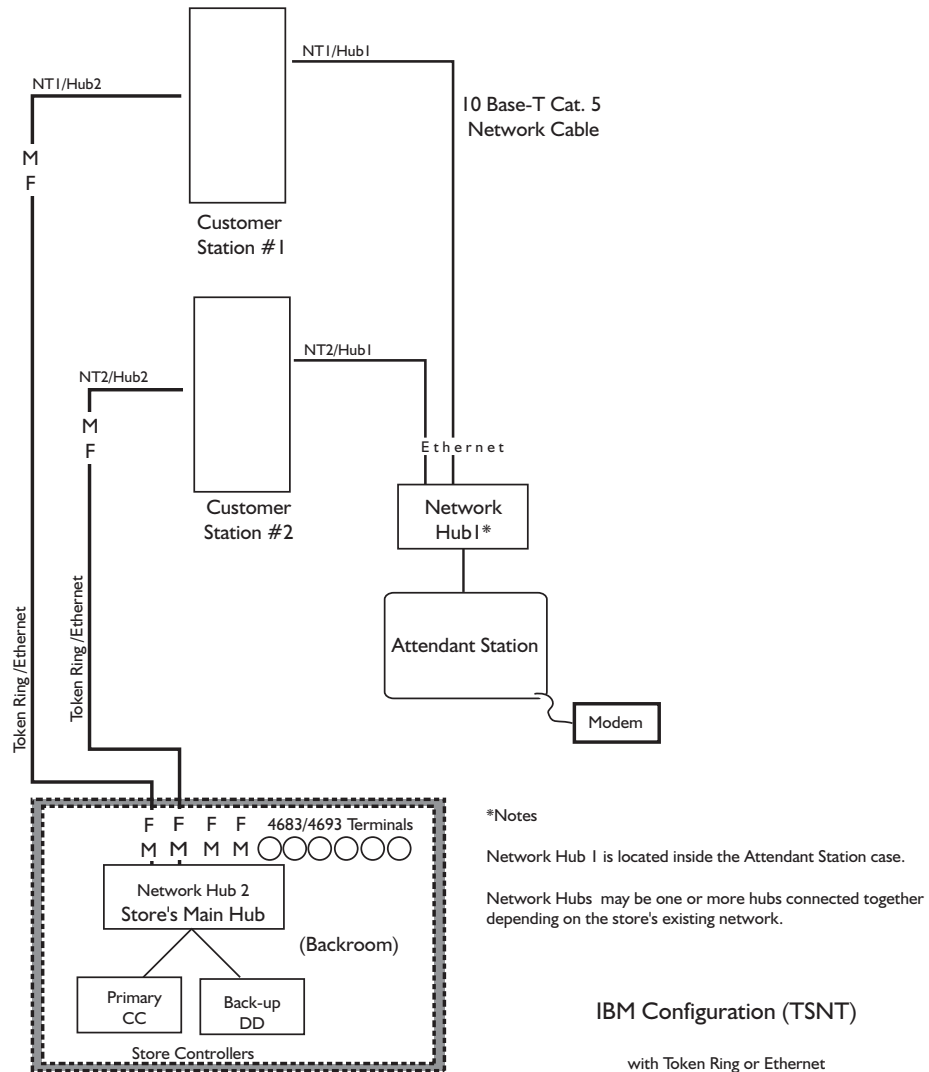 NT1/Hub1
NT1/Hub2
10 Base-T Cat. 5
Network Cable
M
F
Customer
Station #1
NT2/Hub1
NT2/Hub2
M
F
Ethernet
Customer
Station #2
Network
Hub1*
Token Ring /Ethernet
Token Ring /Ethernet
Attendant Station
Modem
*Notes
Network Hub 1 is located inside the Attendant Station case.
Network Hubs may be one or more hubs connected together
depending on the store's existing network.
F F F F 4683/4693 Terminals
M M M M
Network Hub 2
Store's Main Hub
(Backroom)
Primary
CC
Back-up
DD
Store Controllers
IBM Configuration (TSNT)
with Token Ring or Ethernet